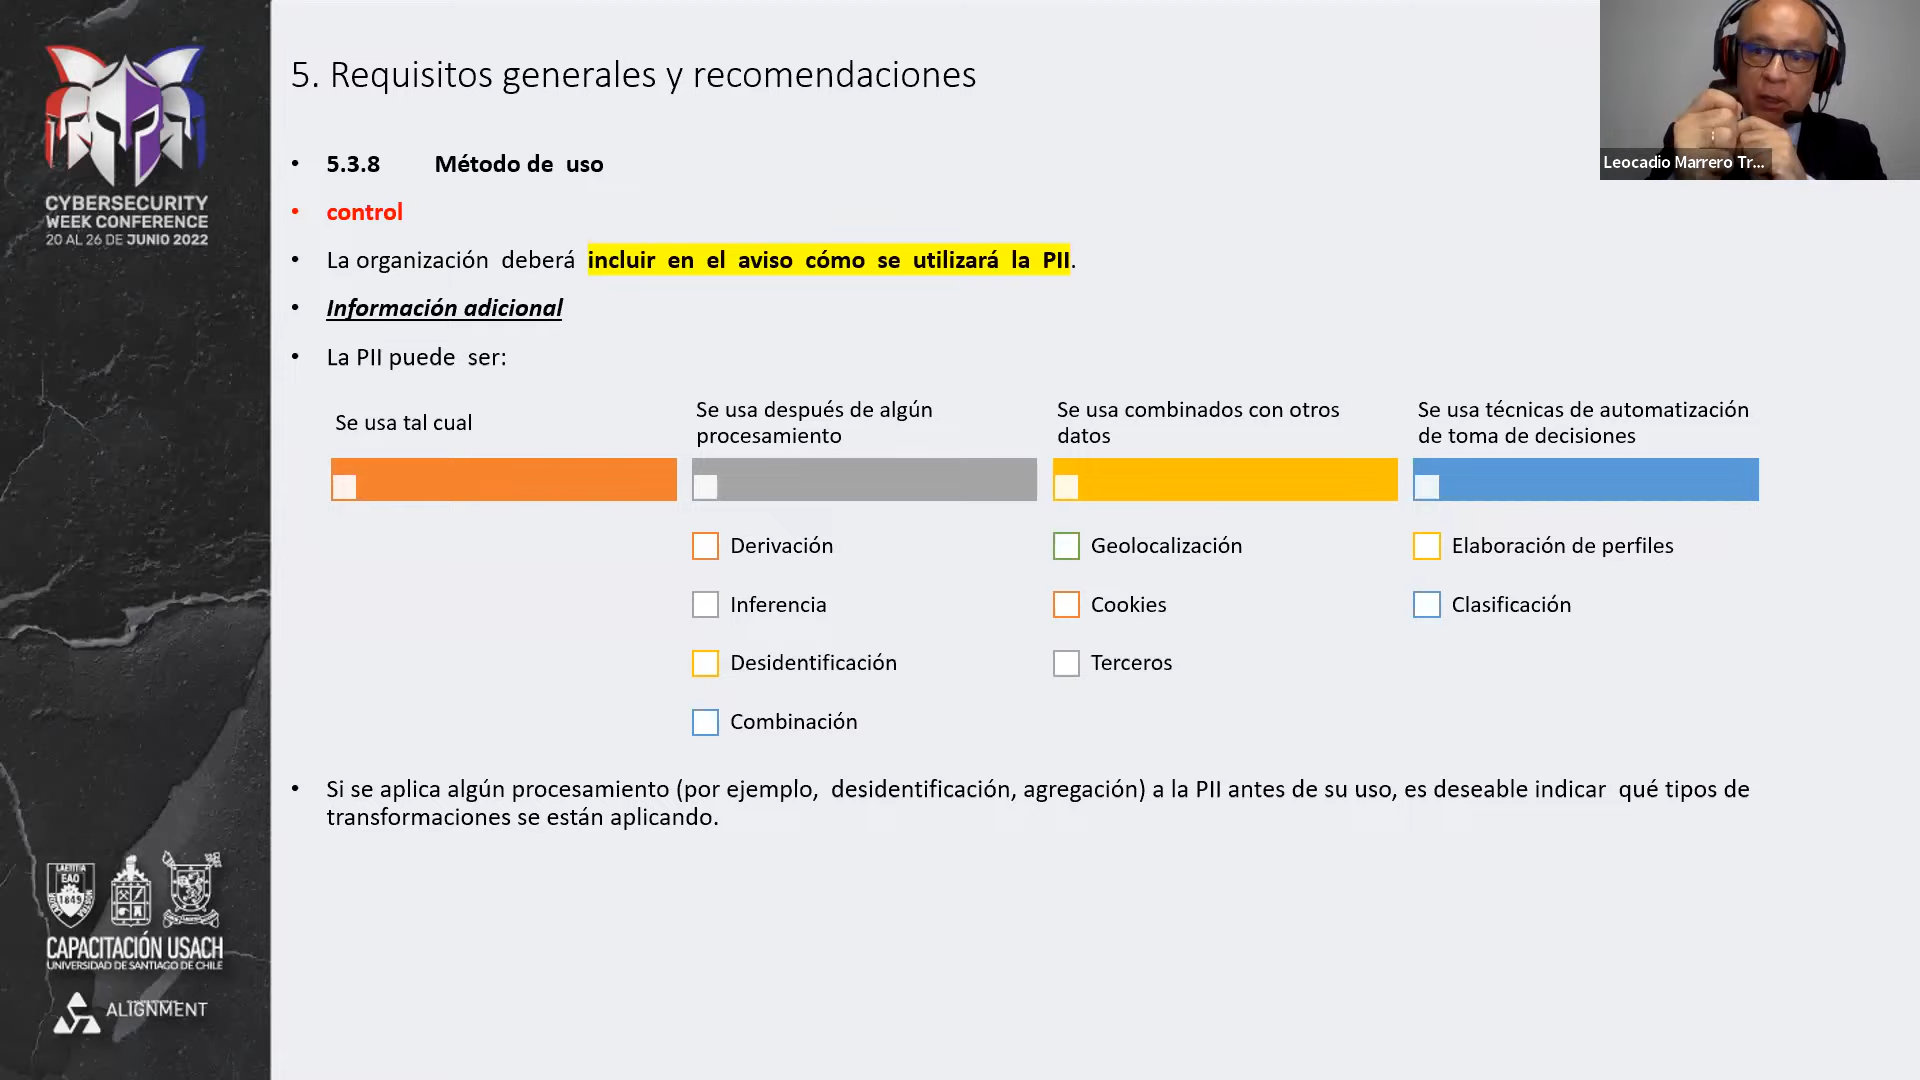 CYBERSECURITY
WEEK CONFERENCE
20 AL 26 DE JUNIO 2022
5. Requisitos generales y recomendaciones
Leocadio Marrero Tr...
• 5.3.8 Método de uso
• control
• La organización deberá incluir en el aviso cómo se utilizará la PII.
• Información adicional
• La PII puede ser:
Se usa tal cual
Se usa después de algún
procesamiento
Derivación
Inferencia
Desidentificación
Combinación
Se usa combinados con otros
datos
Geolocalización
Cookies
Terceros
Se usa técnicas de automatización
de toma de decisiones
Elaboración de perfiles
Clasificación
• Si se aplica algún procesamiento (por ejemplo, desidentificación, agregación) a la PII antes de su uso, es deseable indicar qué tipos de
transformaciones se están aplicando.
LAETITIA
EAO
1849
CAPACITACIÓN USACH
UNIVERSIDAD DE SANTIAGO DE CHILE
ALIGNMENT